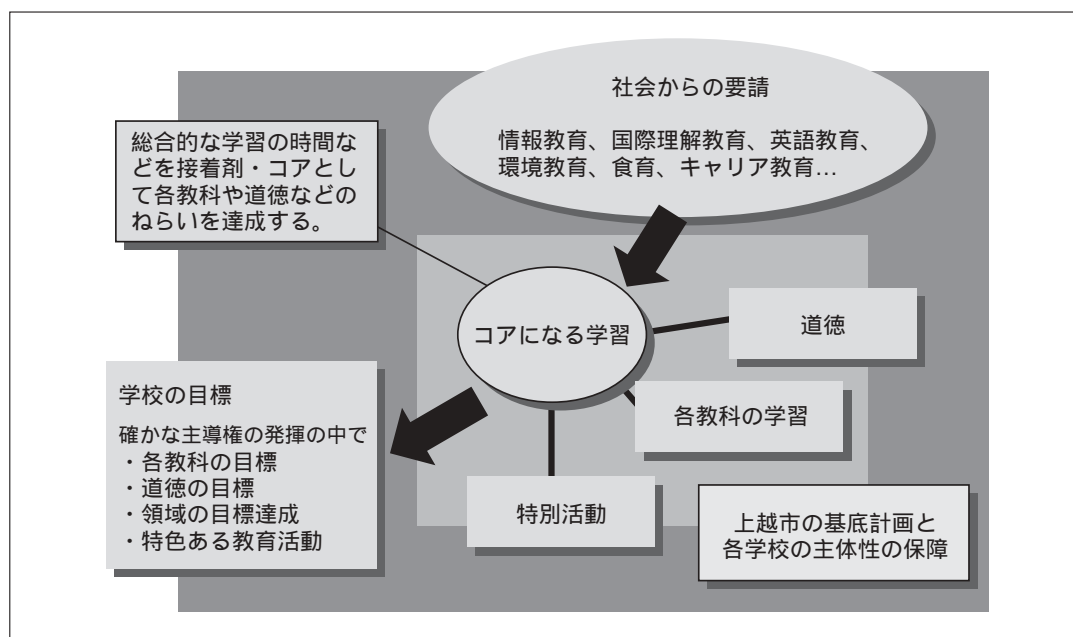 社会からの要請
情報教育、国際理解教育、英語教育、
環境教育、食育、キャリア教育…
総合的な学習の時間な
どを接着剤・コアとし
て各教科や道徳などの
ねらいを達成する。
コアになる学習
道徳
各教科の学習
特別活動
学校の目標
確かな主導権の発揮の中で
・各教科の目標
・道徳の目標
・領域の目標達成
・特色ある教育活動
上越市の基底計画と
各学校の主体性の保障